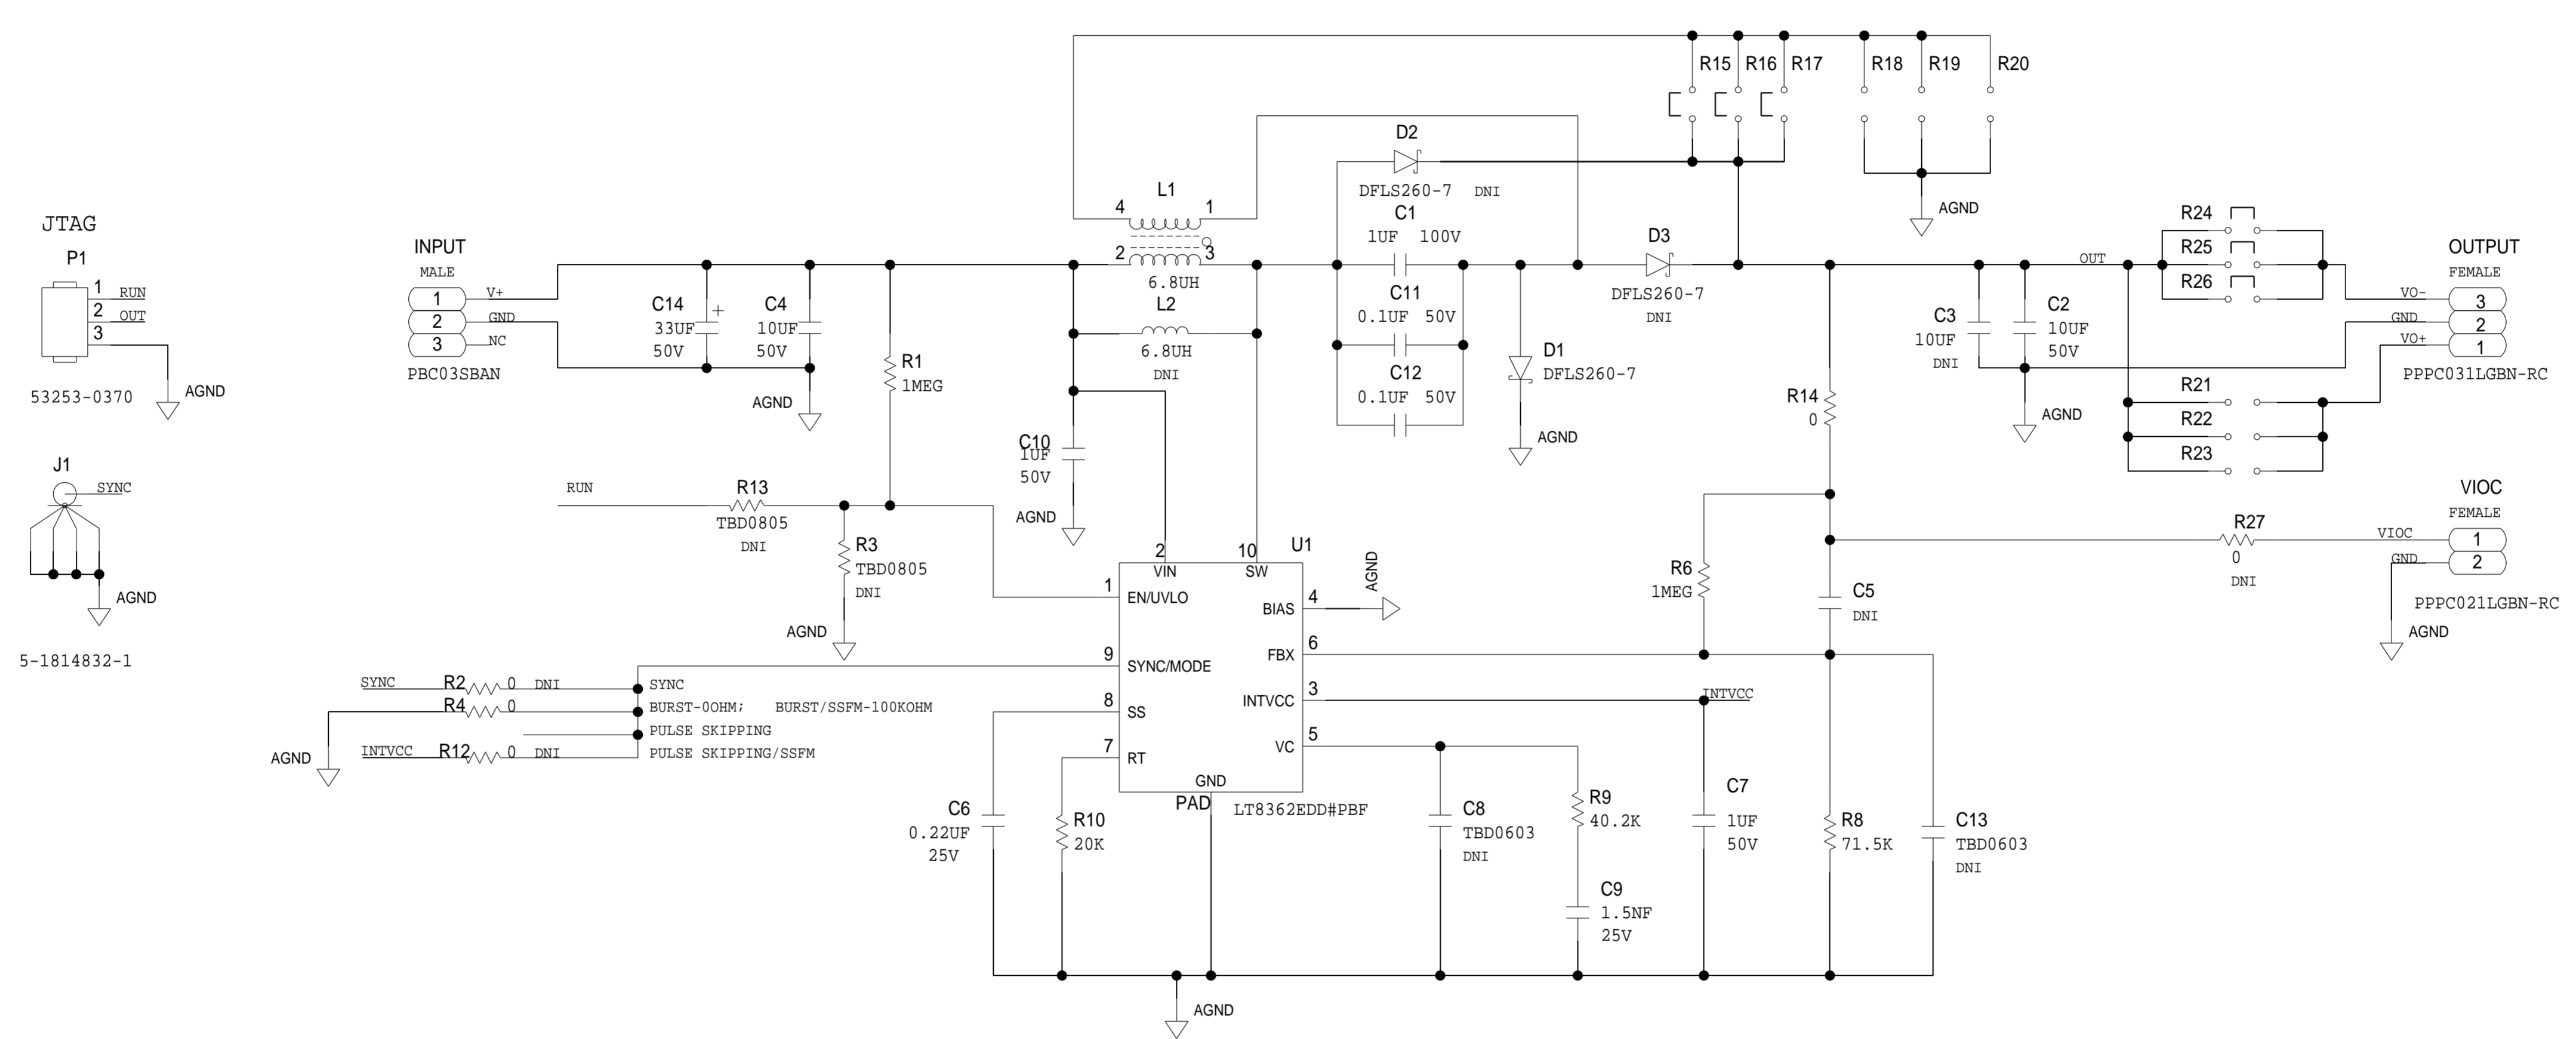 R15 R16 R17 R18 R19 R20
D2
DFLS260-7 DNI
L1
4 1
2 3
6.8UH
L2
6.8UH
DNI
C1
1UF 100V
C11
0.1UF 50V
C12
0.1UF 50V
D3
DFLS260-7
DNI
D1
DFLS260-7
AGND
AGND
JTAG
P1
1 RUN
2 OUT
3
53253-0370
AGND
INPUT
MALE
1 V+
2 GND
3 NC
PBC03SBAN
C14
33UF +
50V
C4
10UF
50V
AGND
R1
1MEG
C10
1UF
50V
AGND
R14
0
OUT
C3
10UF
DNI
C2
10UF
50V
AGND
R24
R25
R26
R21
R22
R23
OUTPUT
FEMALE
VO- 3
GND 2
VO+ 1
PPPC031LGBN-RC
J1
SYNC
AGND
5-1814832-1
RUN
R13
TBD0805
DNI
R3
TBD0805
DNI
AGND
VIOC
FEMALE
R27
0
DNI
VIOC 1
GND 2
PPPC021LGBN-RC
AGND
R6
1MEG
C5
DNI
U1
2 10
VIN SW
1 EN/UVLO
9 SYNC/MODE
8 SS
7 RT
BIAS 4
AGND
FBX 6
INTVCC 3
INTVCC
VC 5
GND
PAD
LT8362EDD#PBF
SYNC R2 0 DNI SYNC
R4 0 BURST-0OHM; BURST/SSFM-100KOHM
PULSE SKIPPING
INTVCC R12 0 DNI PULSE SKIPPING/SSFM
AGND
C6
0.22UF
25V
R10
20K
C8
TBD0603
DNI
R9
40.2K
C9
1.5NF
25V
C7
1UF
50V
R8
71.5K
C13
TBD0603
DNI
AGND